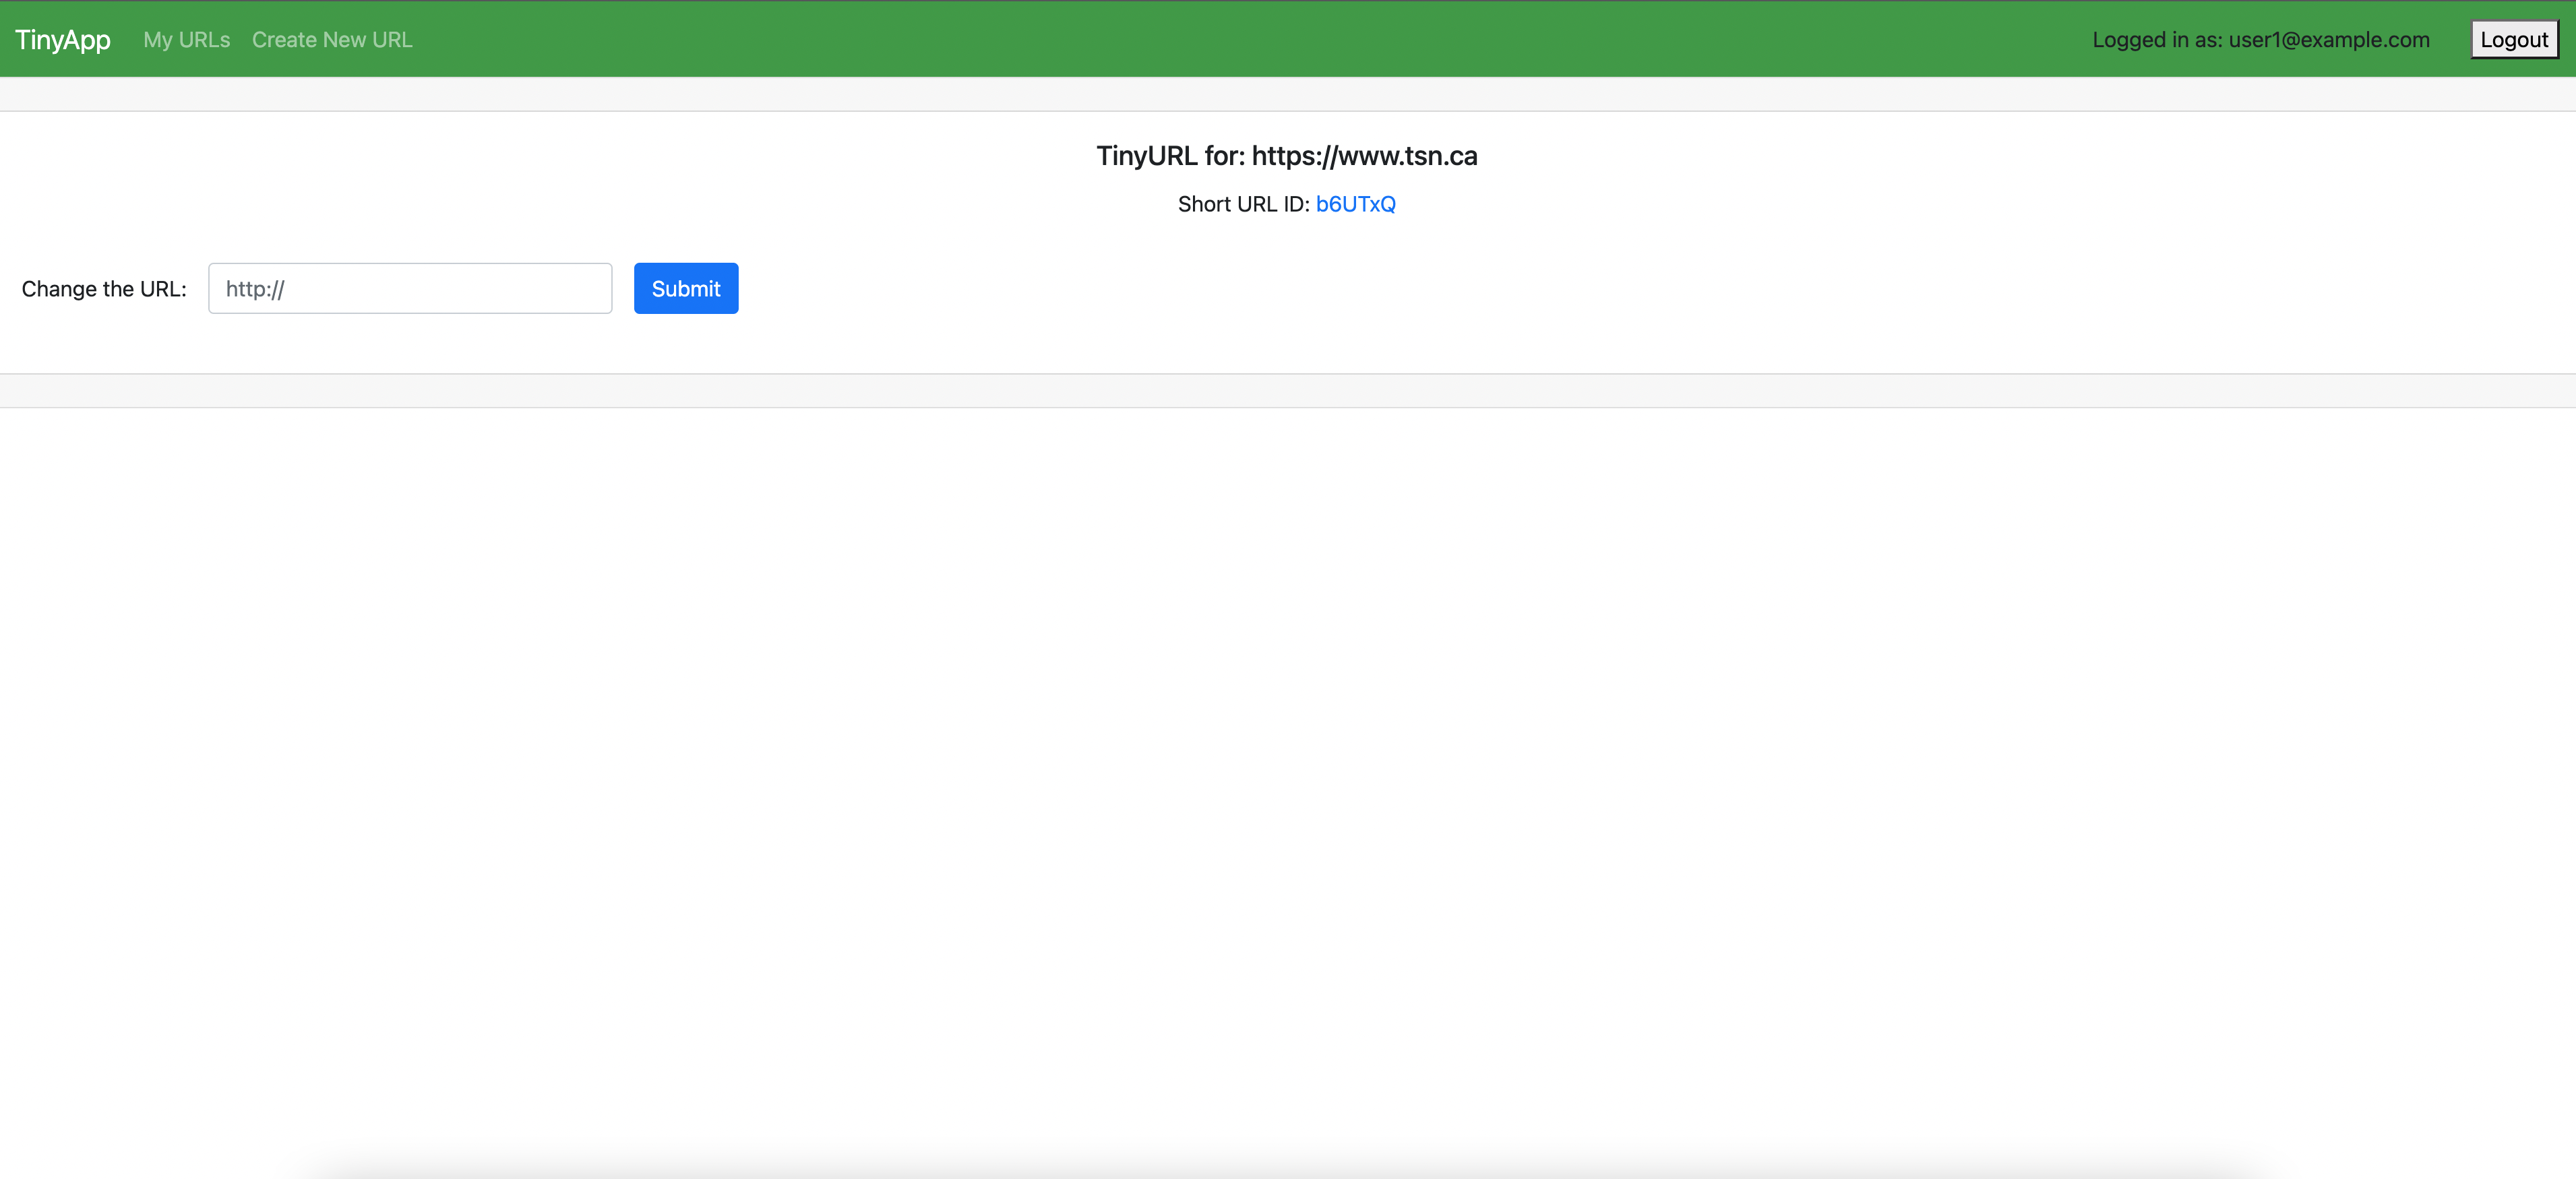 TinyApp My URLs Create New URL Logged in as: user1@example.com Logout
TinyURL for: https://www.tsn.ca
Short URL ID: b6UTxQ
Change the URL: http:// Submit